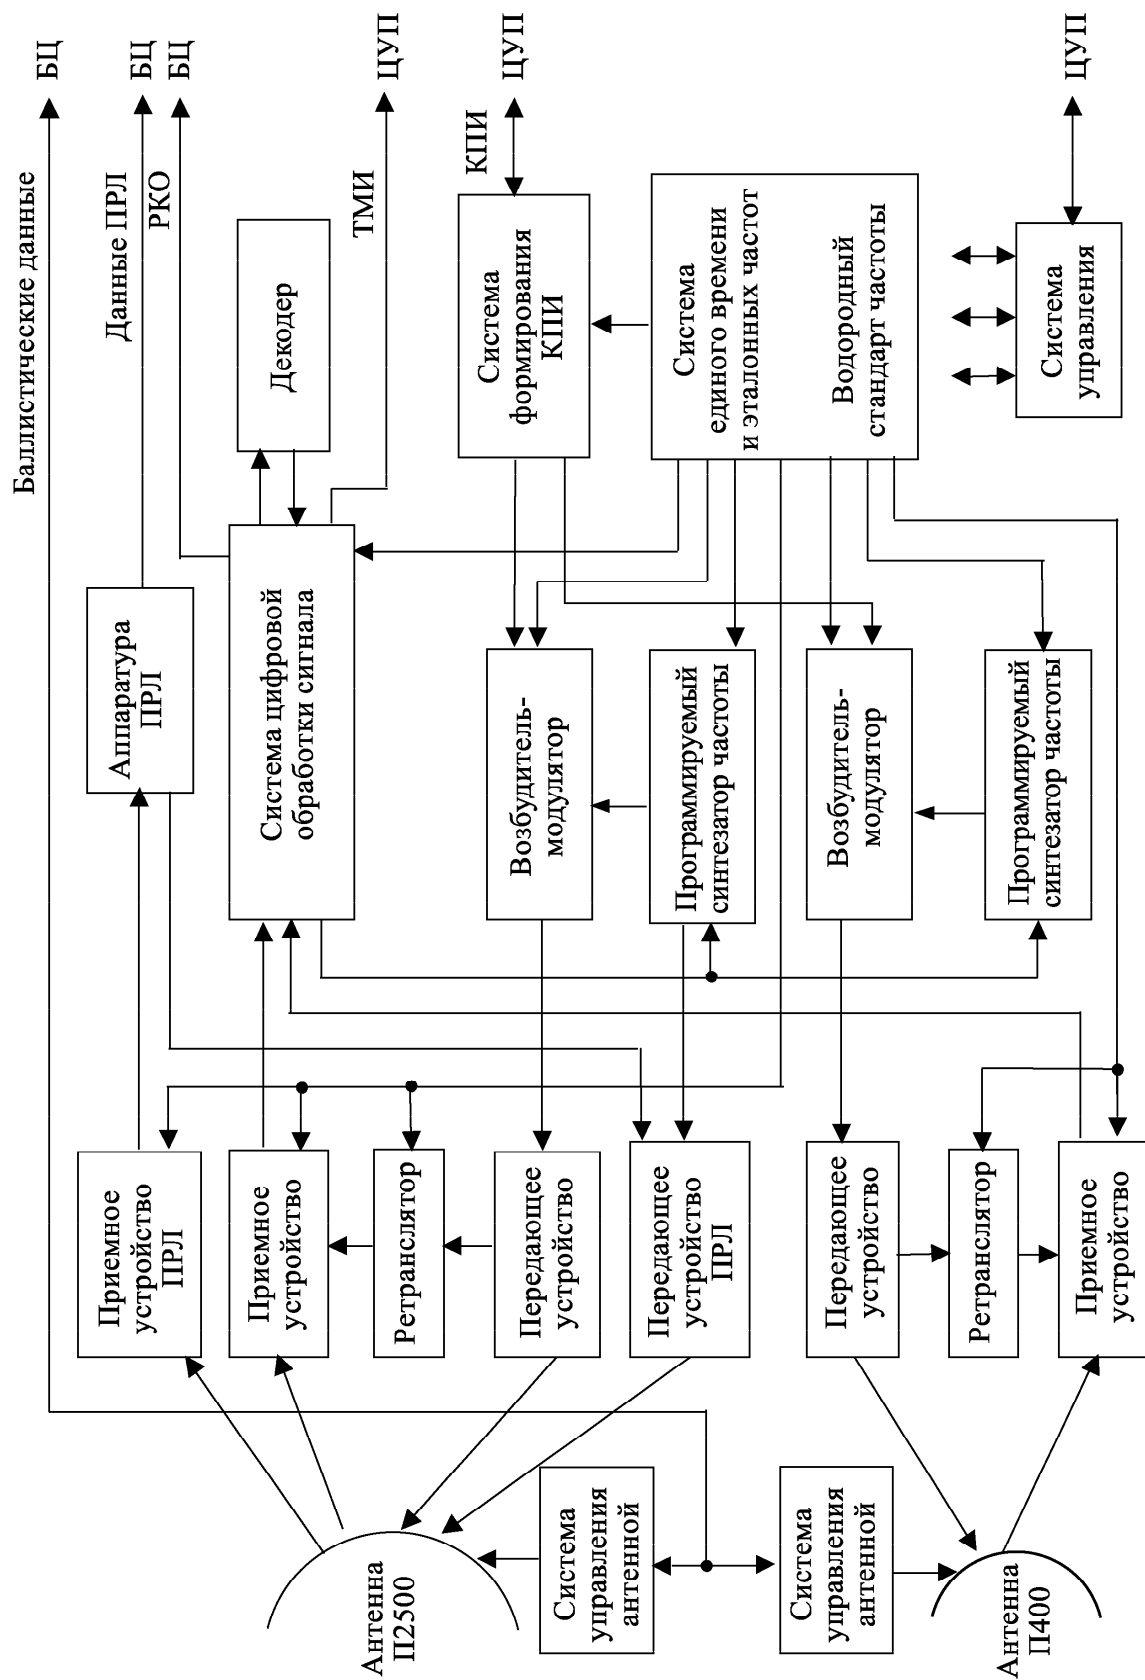 Баллистические данные
БЦ
Данные ПРЛ
БЦ
РКО
БЦ
ТМИ
ЦУП
КПИ
ЦУП
ЦУП
Декодер
Система
формирования
КПИ
Система
единого времени
и эталонных частот
Водородный
стандарт частоты
Система
управления
Аппаратура
ПРЛ
Система цифровой
обработки сигнала
Возбудитель-
модулятор
Программируемый
синтезатор частоты
Возбудитель-
модулятор
Программируемый
синтезатор частоты
Приемное
устройство
ПРЛ
Приемное
устройство
Ретранслятор
Передающее
устройство
Передающее
устройство
ПРЛ
Передающее
устройство
Ретранслятор
Приемное
устройство
Антенна
П2500
Система
управления
антенной
Система
управления
антенной
Антенна
П400